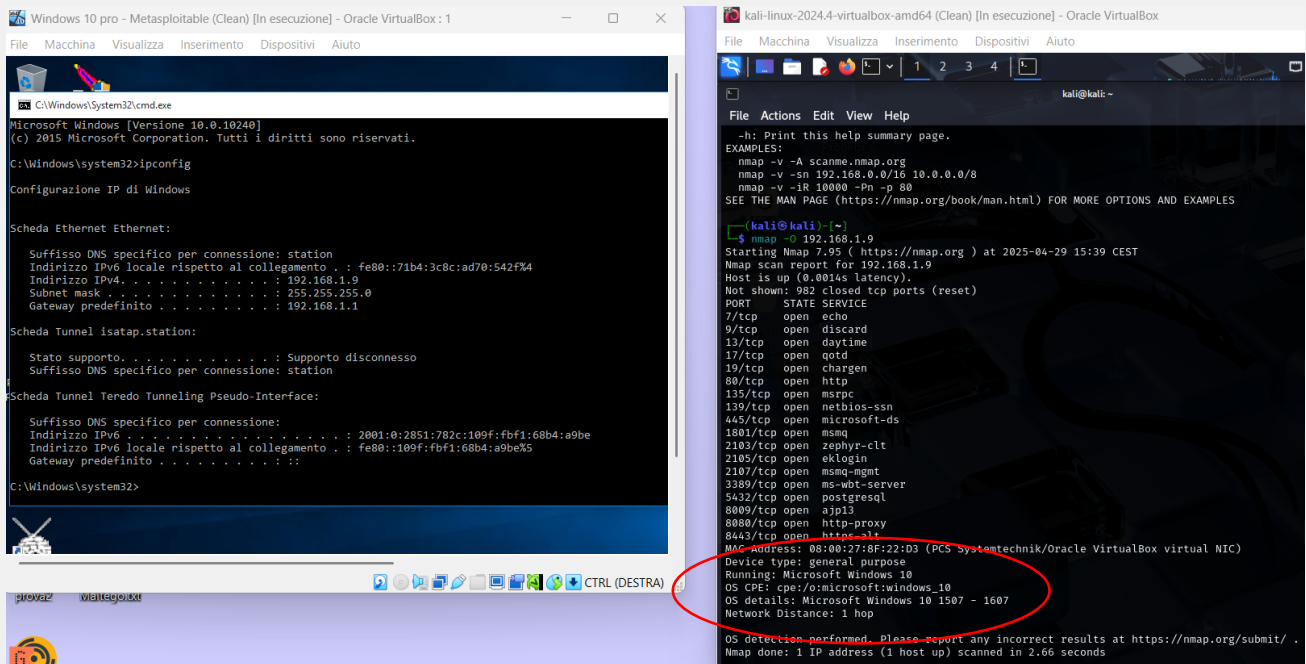 Windows 10 pro - Metasploitable (Clean) [In esecuzione] - Oracle VirtualBox : 1
File Macchina Visualizza Inserimento Dispositivi Aiuto
C:\Windows\System32\cmd.exe
Microsoft Windows [Versione 10.0.10240]
(c) 2015 Microsoft Corporation. Tutti i diritti sono riservati.
C:\Windows\system32>ipconfig
Configurazione IP di Windows
Scheda Ethernet Ethernet:
Suffisso DNS specifico per connessione: station
Indirizzo IPv6 locale rispetto al collegamento . : fe80::71b4:3c8c:ad70:542f%4
Indirizzo IPv4. . . . . . . . . . . . : 192.168.1.9
Subnet mask . . . . . . . . . . . . . : 255.255.255.0
Gateway predefinito . . . . . . . . . : 192.168.1.1
Scheda Tunnel isatap.station:
Stato supporto. . . . . . . . . . . . : Supporto disconnesso
Suffisso DNS specifico per connessione: station
Scheda Tunnel Teredo Tunneling Pseudo-Interface:
Suffisso DNS specifico per connessione:
Indirizzo IPv6 . . . . . . . . . . . . . . . . . : 2001:0:2851:782c:109f:fbf1:68b4:a9be
Indirizzo IPv6 locale rispetto al collegamento . : fe80::109f:fbf1:68b4:a9be%5
Gateway predefinito . . . . . . . . . : ::
C:\Windows\system32>
CTRL (DESTRA)
prova2 Maltego.txt
kali-linux-2024.4-virtualbox-amd64 (Clean) [In esecuzione] - Oracle VirtualBox
File Macchina Visualizza Inserimento Dispositivi Aiuto
1 2 3 4
kali@kali: ~
File Actions Edit View Help
-h: Print this help summary page.
EXAMPLES:
nmap -v -A scanme.nmap.org
nmap -v -sn 192.168.0.0/16 10.0.0.0/8
nmap -v -iR 10000 -Pn -p 80
SEE THE MAN PAGE (https://nmap.org/book/man.html) FOR MORE OPTIONS AND EXAMPLES
(kali㉿kali)-[~]
$ nmap -O 192.168.1.9
Starting Nmap 7.95 ( https://nmap.org ) at 2025-04-29 15:39 CEST
Nmap scan report for 192.168.1.9
Host is up (0.0014s latency).
Not shown: 982 closed tcp ports (reset)
PORT STATE SERVICE
7/tcp open echo
9/tcp open discard
13/tcp open daytime
17/tcp open qotd
19/tcp open chargen
80/tcp open http
135/tcp open msrpc
139/tcp open netbios-ssn
445/tcp open microsoft-ds
1801/tcp open msmq
2103/tcp open zephyr-clt
2105/tcp open eklogin
2107/tcp open msmq-mgmt
3389/tcp open ms-wbt-server
5432/tcp open postgresql
8009/tcp open ajp13
8080/tcp open http-proxy
8443/tcp open https-alt
MAC Address: 08:00:27:8F:22:D3 (PCS Systemtechnik/Oracle VirtualBox virtual NIC)
Device type: general purpose
Running: Microsoft Windows 10
OS CPE: cpe:/o:microsoft:windows_10
OS details: Microsoft Windows 10 1507 - 1607
Network Distance: 1 hop
OS detection performed. Please report any incorrect results at https://nmap.org/submit/ .
Nmap done: 1 IP address (1 host up) scanned in 2.66 seconds